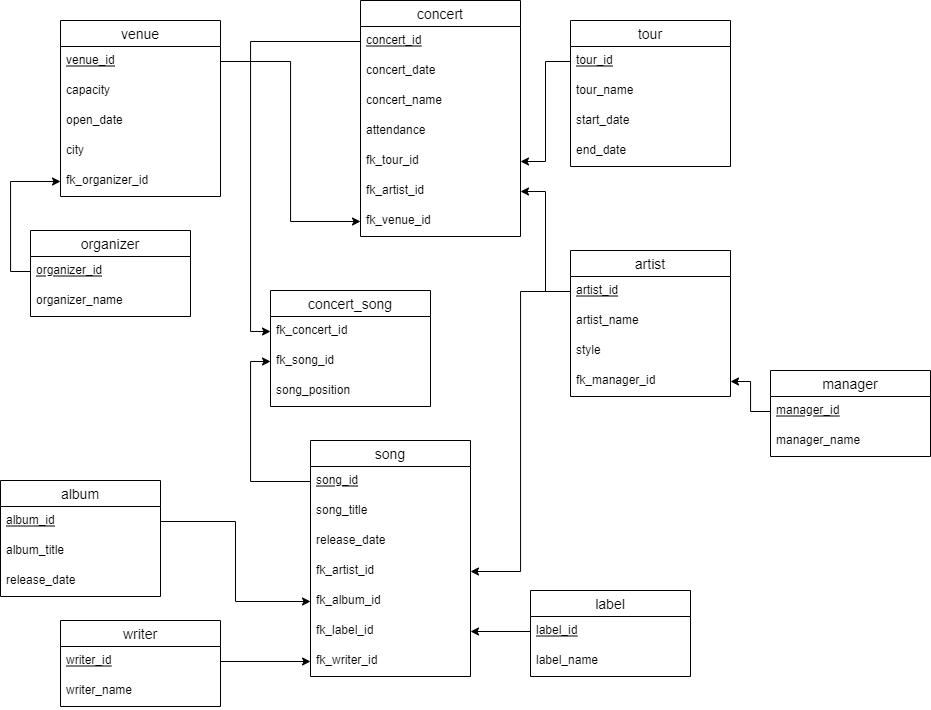 concert
concert_id
concert_date
concert_name
attendance
fk_tour_id
fk_artist_id
fk_venue_id
venue
venue_id
capacity
open_date
city
fk_organizer_id
tour
tour_id
tour_name
start_date
end_date
organizer
organizer_id
organizer_name
artist
artist_id
artist_name
style
fk_manager_id
concert_song
fk_concert_id
fk_song_id
song_position
manager
manager_id
manager_name
song
song_id
song_title
release_date
fk_artist_id
fk_album_id
fk_label_id
fk_writer_id
album
album_id
album_title
release_date
label
label_id
label_name
writer
writer_id
writer_name